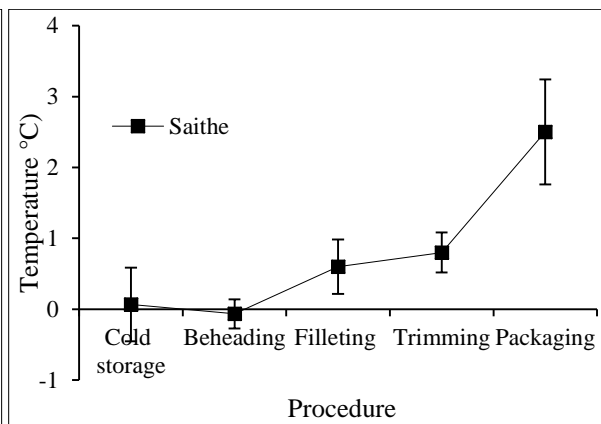 4
3
2
1
0
-1
Temperature °C)
Saithe
Cold storage
Beheading
Filleting
Trimming
Packaging
Procedure